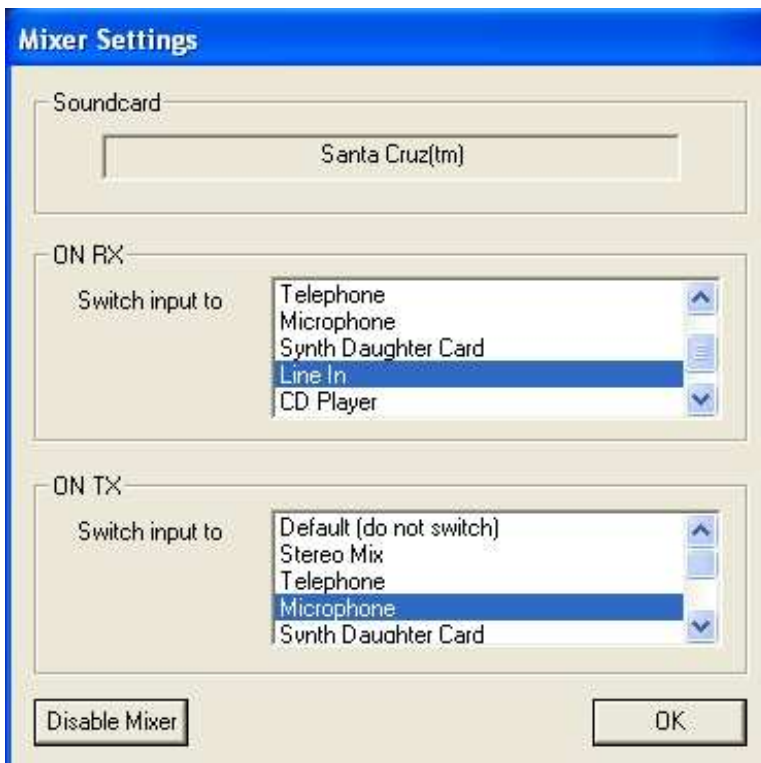 Mixer Settings
Soundcard
Santa Cruz(tm)
ON RX
Switch input to
Telephone
Microphone
Synth Daughter Card
Line In
CD Player
ON TX
Switch input to
Default (do not switch)
Stereo Mix
Telephone
Microphone
Synth Daughter Card
Disable Mixer
OK